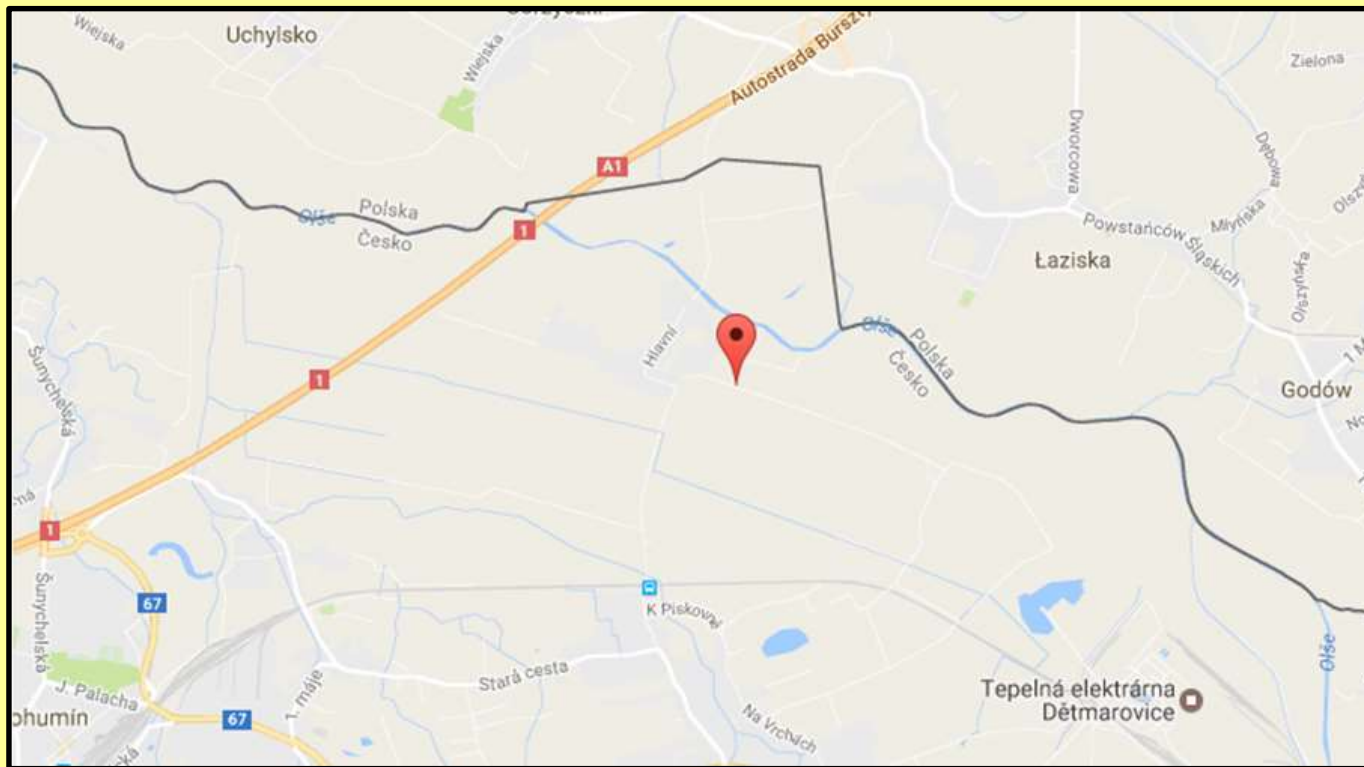 Uchylsko
Wiejska
Wiejska
Autostrada Burszty
Zielona
A1
Dworcowa
Dębowa
Młyńska
Powstańców Śląskich
Olszyńska
Łaziska
Olše
Polska
Česko
1
Hlavní
Olše
Polska
Česko
1
Godów
Šunychelská
1
67
Šunychelská
K Pískovně
J. Palacha
1. máje
Stará cesta
Olše
Tepelná elektrárna
Dětmarovice
Na Vrchách
ohumín
67